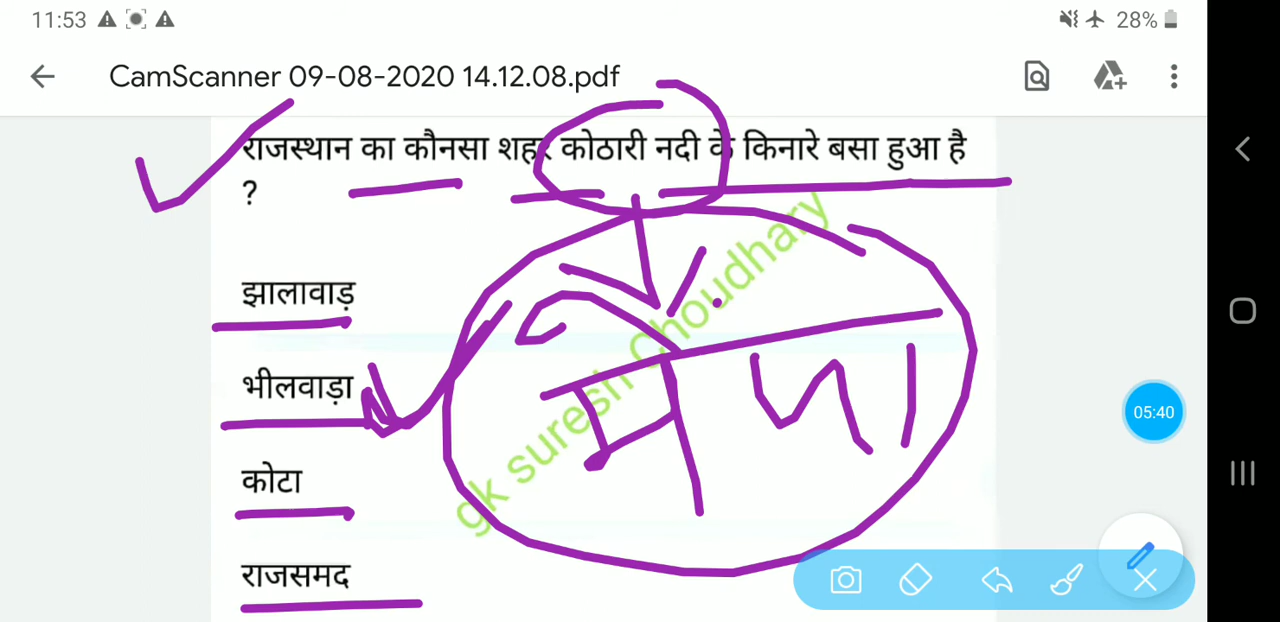 11:53
28%
CamScanner 09-08-2020 14.12.08.pdf
राजस्थान का कौनसा शहर कोठारी नदी के किनारे बसा हुआ है
?
झालावाड़
भीलवाड़ा
कोटा
राजसमद
gk suresh choudhary
05:40